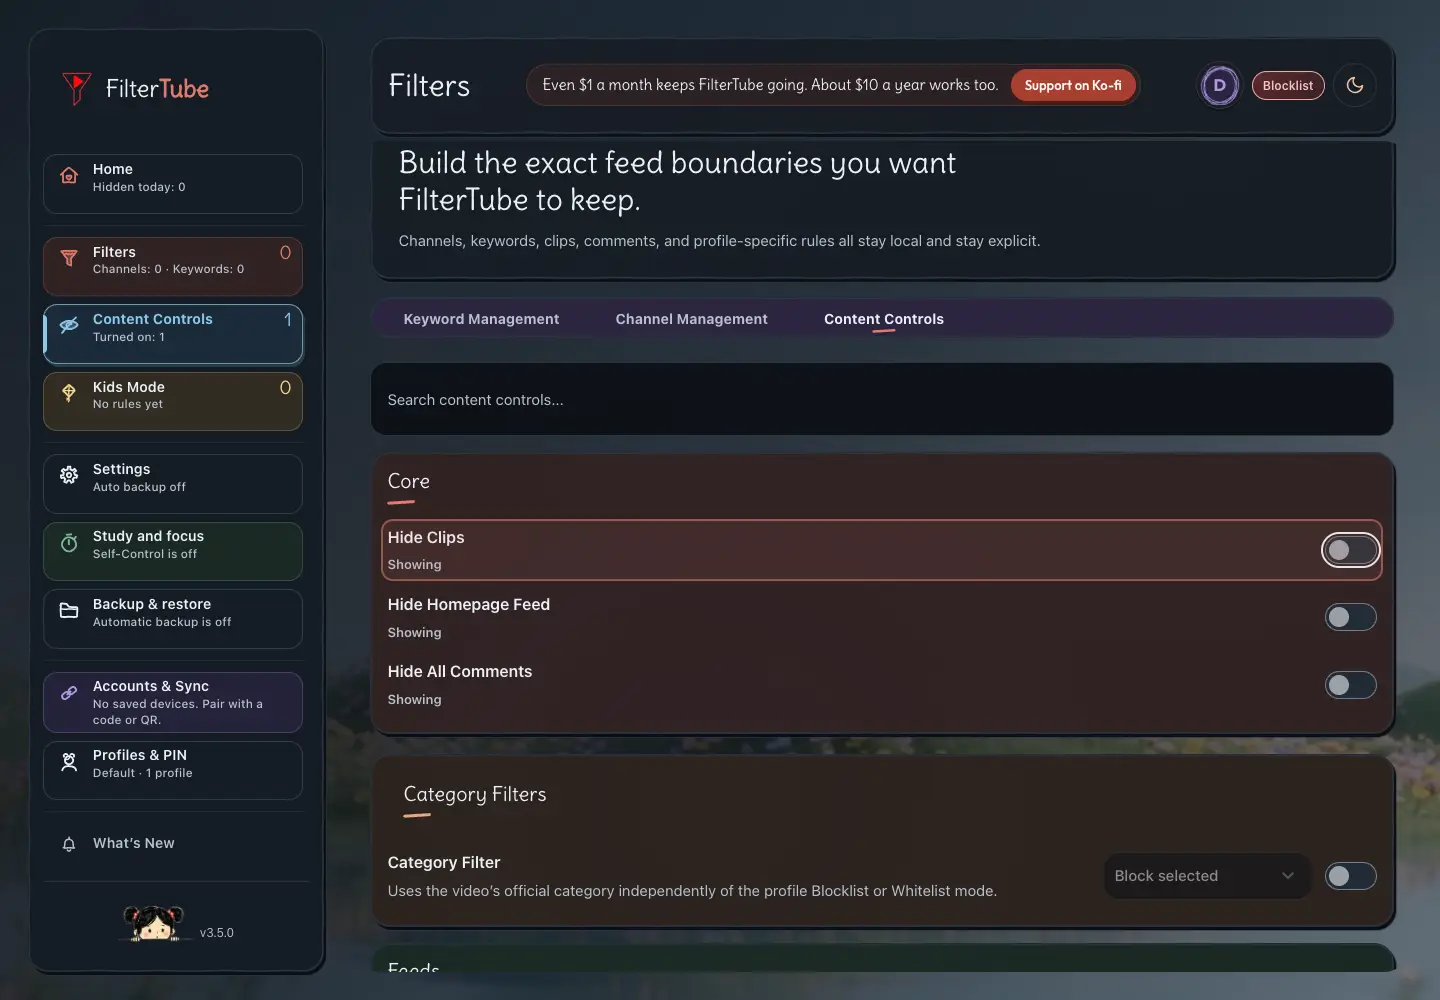 FilterTube
Home
Hidden today: 0
Filters
0
Channels: 0 · Keywords: 0
Content Controls
1
Turned on: 1
Kids Mode
0
No rules yet
Settings
Auto backup off
Study and focus
Self-Control is off
Backup & restore
Automatic backup is off
Accounts & Sync
No saved devices. Pair with a
code or QR.
Profiles & PIN
Default · 1 profile
What's New
v3.5.0
Filters
Even $1 a month keeps FilterTube going. About $10 a year works too.
Support on Ko-fi
D
Blocklist
Build the exact feed boundaries you want
FilterTube to keep.
Channels, keywords, clips, comments, and profile-specific rules all stay local and stay explicit.
Keyword Management
Channel Management
Content Controls
Search content controls...
Core
Hide Clips
Showing
Hide Homepage Feed
Showing
Hide All Comments
Showing
Category Filters
Category Filter
Uses the video's official category independently of the profile Blocklist or Whitelist mode.
Block selected
Feeds